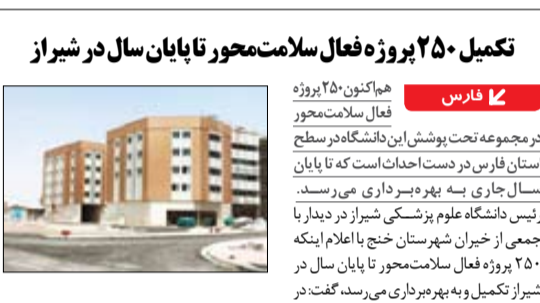 تکمیل ۲۵۰ پروژه فعال سلامت‌محور تا پایان سال در شیراز
فارس
هم‌اکنون ۲۵۰ پروژه
فعال سلامت‌محور
در مجموعه تحت پوشش این دانشگاه در سطح
استان فارس در دست احداث است که تا پایان
سال جاری به بهره‌برداری می‌رسد.
رئیس دانشگاه علوم پزشکی شیراز در دیدار با
جمعی از خیران شهرستان خنج با اعلام اینکه
۲۵۰ پروژه فعال سلامت‌محور تا پایان سال در
شیراز تکمیل و به بهره‌برداری می‌رسد، گفت: در